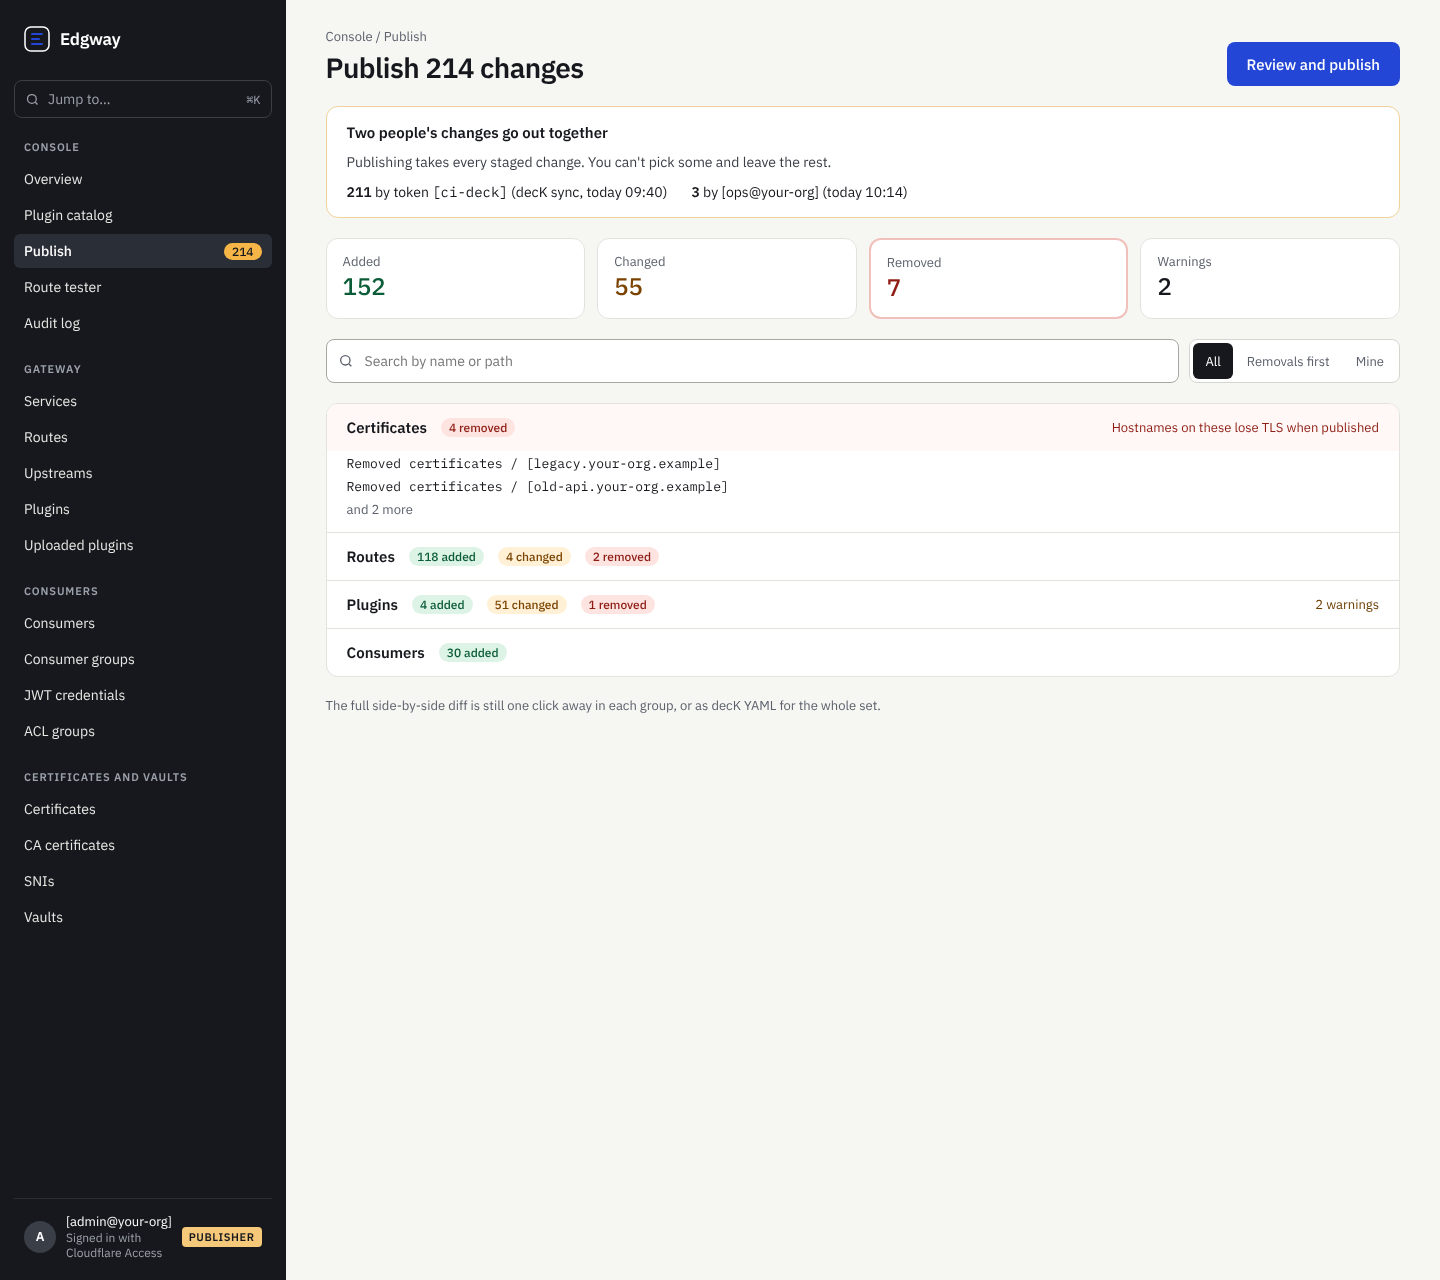 Edgway
Jump to...
⌘K
CONSOLE
Overview
Plugin catalog
Publish
214
Route tester
Audit log
GATEWAY
Services
Routes
Upstreams
Plugins
Uploaded plugins
CONSUMERS
Consumers
Consumer groups
JWT credentials
ACL groups
CERTIFICATES AND VAULTS
Certificates
CA certificates
SNIs
Vaults
A
[admin@your-org]
Signed in with
Cloudflare Access
PUBLISHER
Console / Publish
Publish 214 changes
Review and publish
Two people's changes go out together
Publishing takes every staged change. You can't pick some and leave the rest.
211 by token [ci-deck] (decK sync, today 09:40) 3 by [ops@your-org] (today 10:14)
Added
152
Changed
55
Removed
7
Warnings
2
Search by name or path
All
Removals first
Mine
Certificates 4 removed Hostnames on these lose TLS when published
Removed certificates / [legacy.your-org.example]
Removed certificates / [old-api.your-org.example]
and 2 more
Routes 118 added 4 changed 2 removed
Plugins 4 added 51 changed 1 removed 2 warnings
Consumers 30 added
The full side-by-side diff is still one click away in each group, or as decK YAML for the whole set.